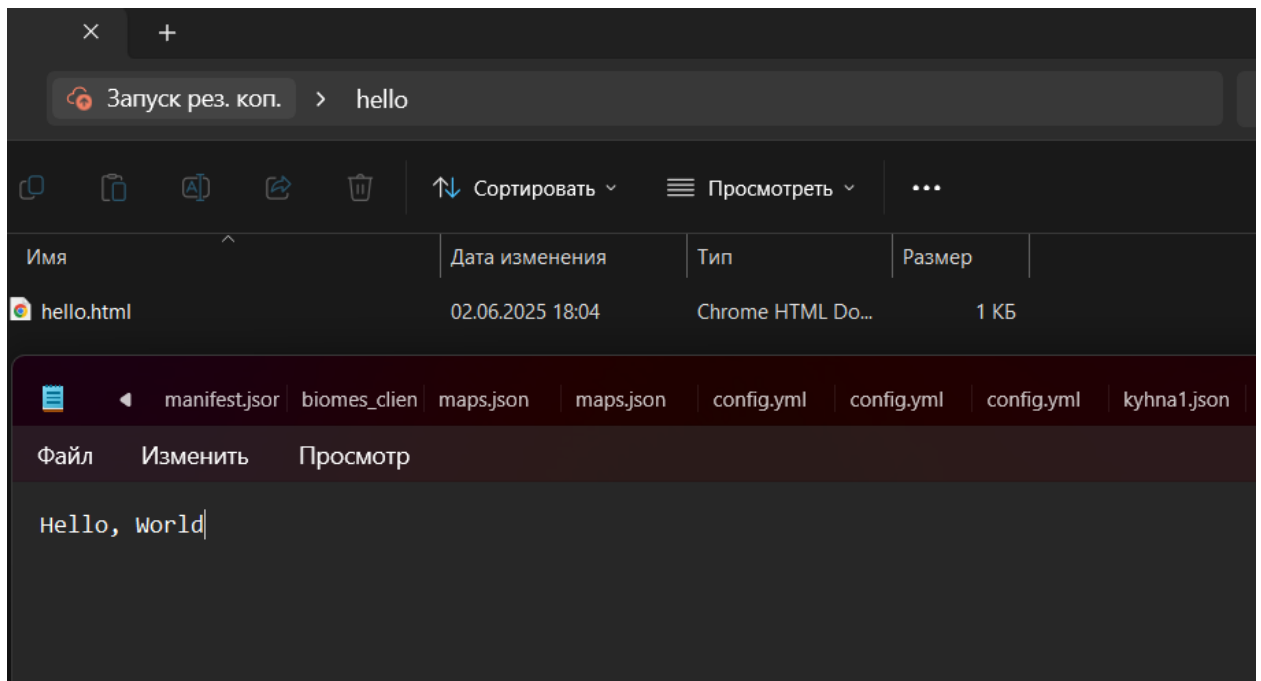 Запуск рез. коп. > hello
Сортировать Просмотреть ...
Имя Дата изменения Тип Размер
hello.html 02.06.2025 18:04 Chrome HTML Do... 1 КБ
manifest.jsor biomes_clien maps.json maps.json config.yml config.yml config.yml kyhna1.json
Файл Изменить Просмотр
Hello, World